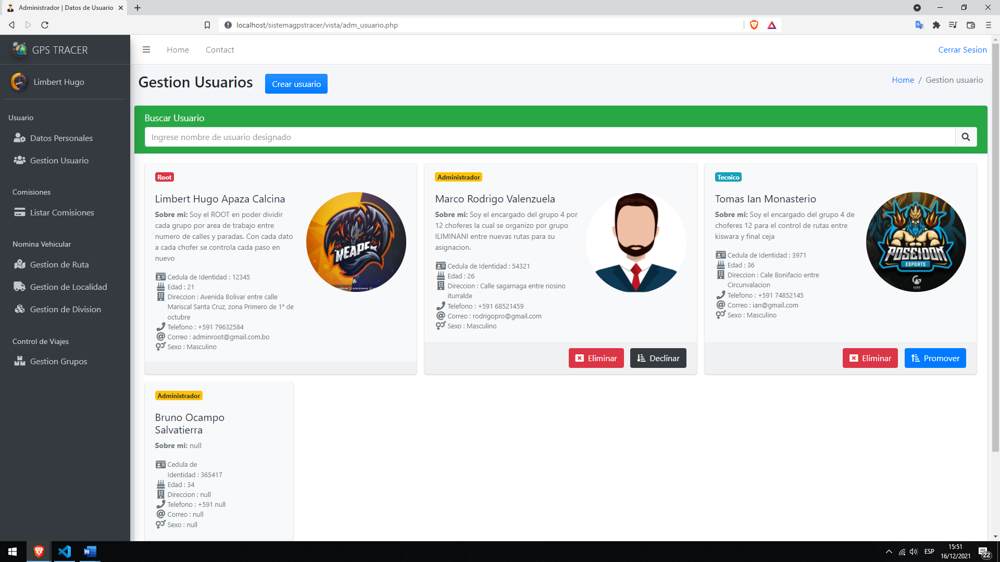 Administrador | Datos de Usuario
localhost/sistemagpstracer/vista/adm_usuario.php
GPS TRACER
Home
Contact
Cerrar Sesion
Limbert Hugo
Gestion Usuarios
Crear usuario
Home / Gestion usuario
Usuario
Datos Personales
Gestion Usuario
Comisiones
Listar Comisiones
Nomina Vehicular
Gestion de Ruta
Gestion de Localidad
Gestion de Division
Control de Viajes
Gestion Grupos
Buscar Usuario
Ingrese nombre de usuario designado
Root
Limbert Hugo Apaza Calcina
Sobre mi: Soy el ROOT en poder dividir
cada grupo por area de trabajo entre
numero de calles y paradas. Con cada dato
a cada chofer se controla cada paso en
nuevo
Cedula de Identidad : 12345
Edad : 21
Direccion : Avenida Bolivar entre calle
Mariscal Santa Cruz, zona Primero de 1° de
octubre
Telefono : +591 79632584
Correo : adminroot@gmail.com.bo
Sexo : Masculino
REAPER
Administrador
Marco Rodrigo Valenzuela
Sobre mi: Soy el encargado del grupo 4 por
12 choferes la cual se organizo por grupo
ILIMINANI entre nuevas rutas para su
asignacion.
Cedula de Identidad : 54321
Edad : 26
Direccion : Calle sagarnaga entre riosino
iturralde
Telefono : +591 68521459
Correo : rodrigopro@gmail.com
Sexo : Masculino
Eliminar
Declinar
Tecnico
Tomas Ian Monasterio
Sobre mi: Soy el encargado del grupo 4 de
choferes 12 para el control de rutas entre
kiswara y final ceja
Cedula de Identidad : 3971
Edad : 36
Direccion : Cale Bonifacio entre
Circunvalacion
Telefono : +591 74852145
Correo : ian@gmail.com
Sexo : Masculino
POSEIDON
ESPORTS
Eliminar
Promover
Administrador
Bruno Ocampo
Salvatierra
Sobre mi: null
Cedula de
Identidad : 365417
Edad : 34
Direccion : null
Telefono : +591 null
Correo : null
Sexo : null
ESP
15:51
16/12/2021
22